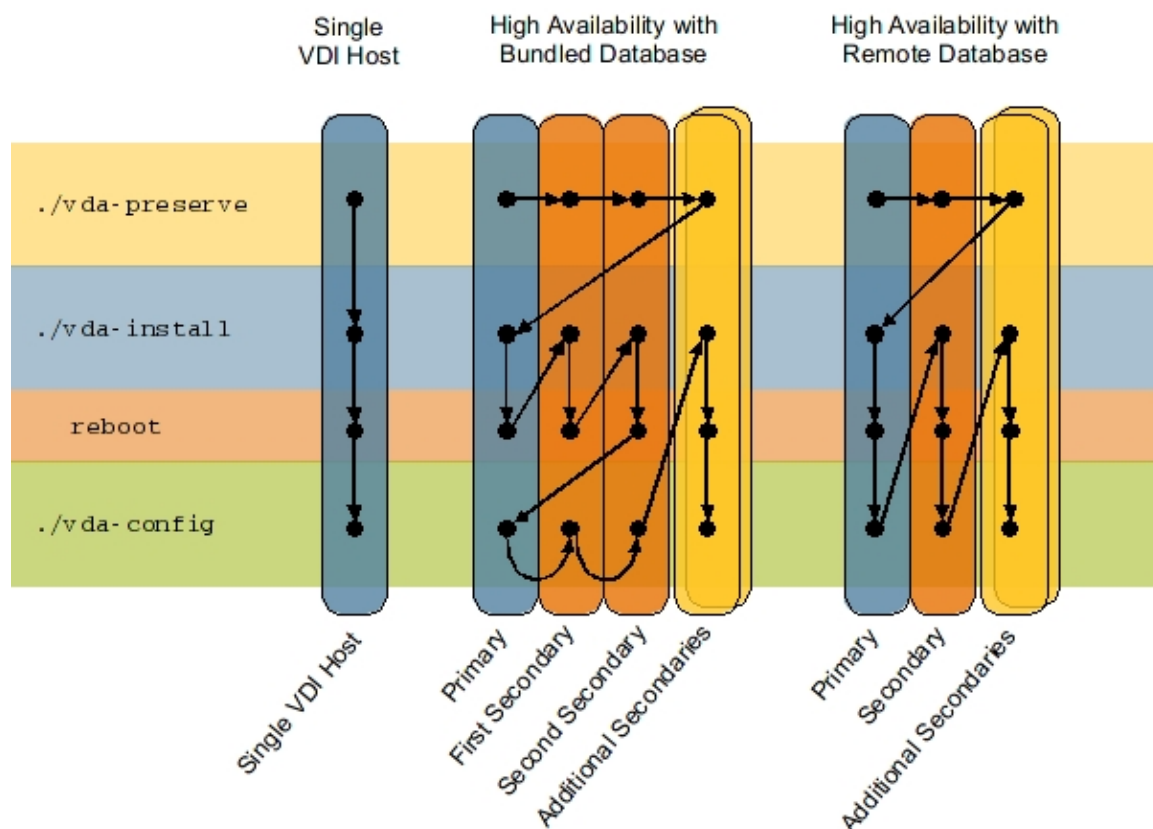 Single
VDI Host
High Availability with
Bundled Database
High Availability with
Remote Database
./vda-preserve
./vda-install
reboot
./vda-config
Single VDI Host
Primary
First Secondary
Second Secondary
Additional Secondaries
Primary
Secondary
Additional Secondaries